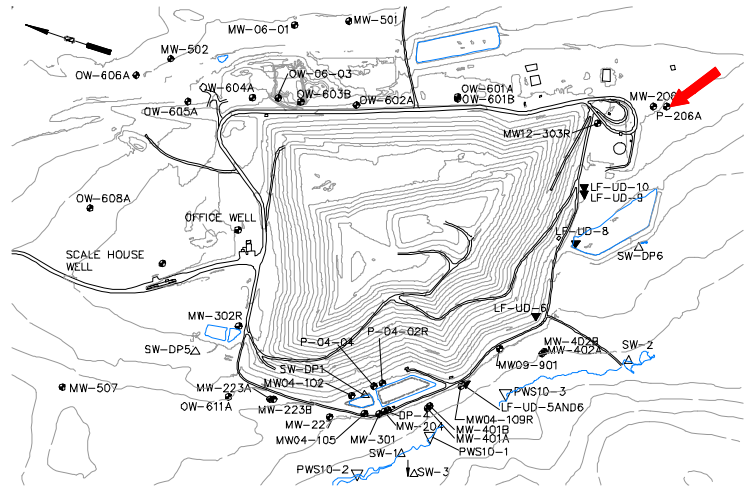 MW-06-01
MW-501
MW-502
OW-606A
OW-06-03
OW-604A
OW-603B
OW-601A
OW-601B
OW-602A
OW-605A
P-206A
MW12-303R
LF-UD-10
LF-UD-9
OW-608A
OFFICE WELL
LF-UD-8
SW-DP6
SCALE HOUSE
WELL
LF-UD-6
MW-302R
P-04-04
P-04-02R
SW-DP5
SW-DP1
MW-402B
MW-402A
SW-2
MW09-901
MW-507
MW-223A
MW04-102
OW-611A
MW-223B
PWS10-3
LF-UD-5AND6
MW-227
DP-4
MW04-109R
MW-204
MW-401B
MW-401A
MW04-105
MW-301
SW-1
PWS10-1
PWS10-2
SW-3